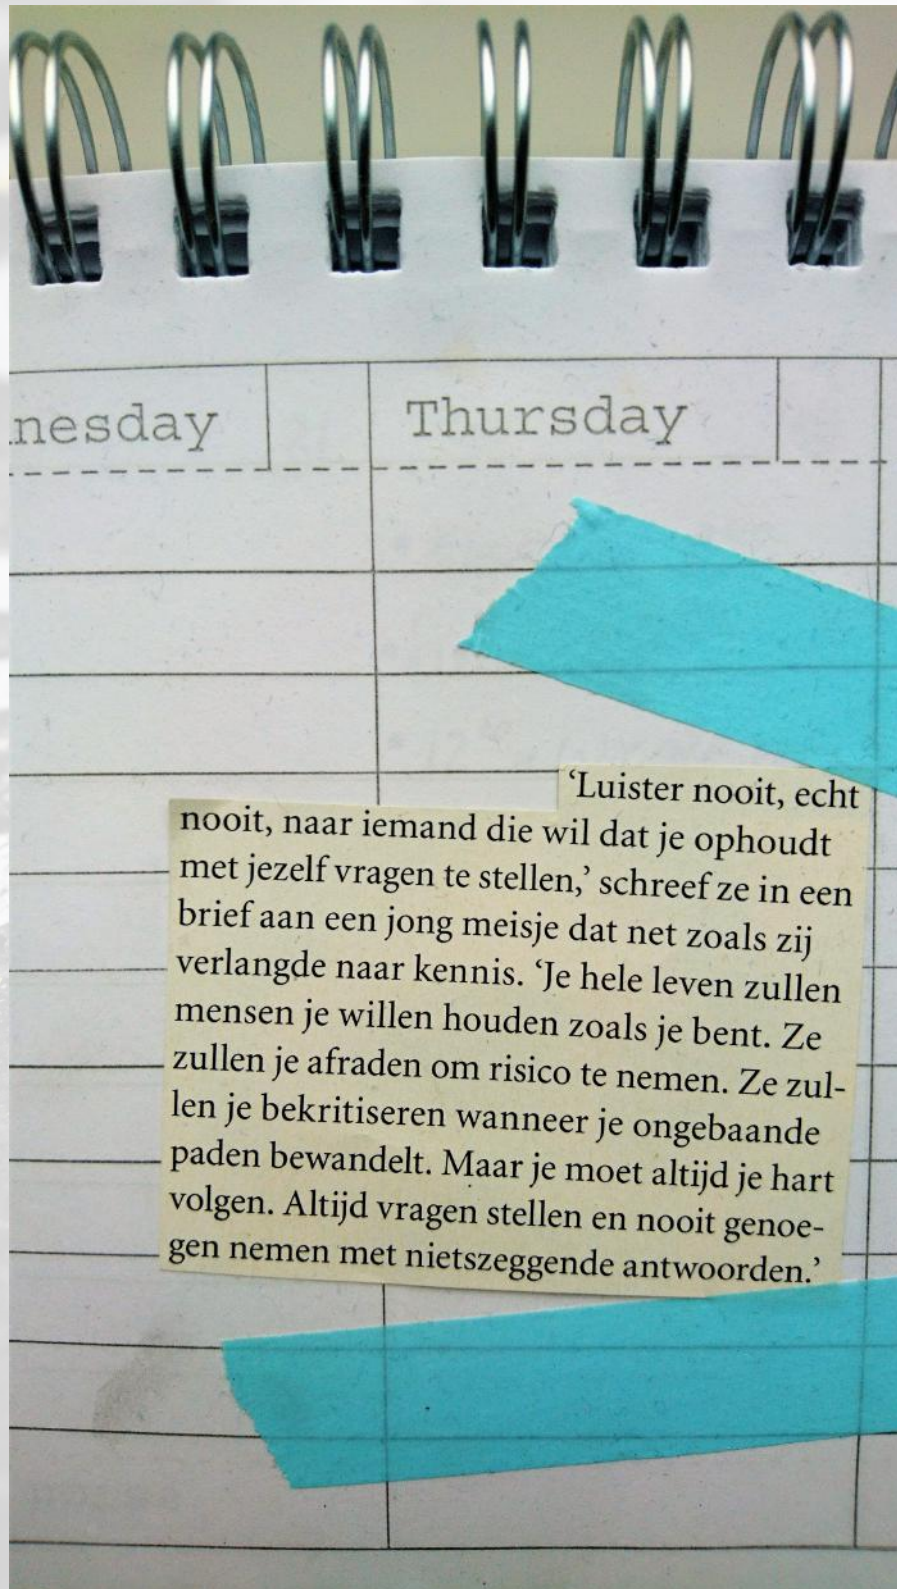 nesday
Thursday
‘Luister nooit, echt
nooit, naar iemand die wil dat je ophoudt
met jezelf vragen te stellen,’ schreef ze in een
brief aan een jong meisje dat net zoals zij
verlangde naar kennis. ‘Je hele leven zullen
mensen je willen houden zoals je bent. Ze
zullen je afraden om risico te nemen. Ze zul-
len je bekritiseren wanneer je ongebaande
paden bewandelt. Maar je moet altijd je hart
volgen. Altijd vragen stellen en nooit genoe-
gen nemen met nietszeggende antwoorden.’